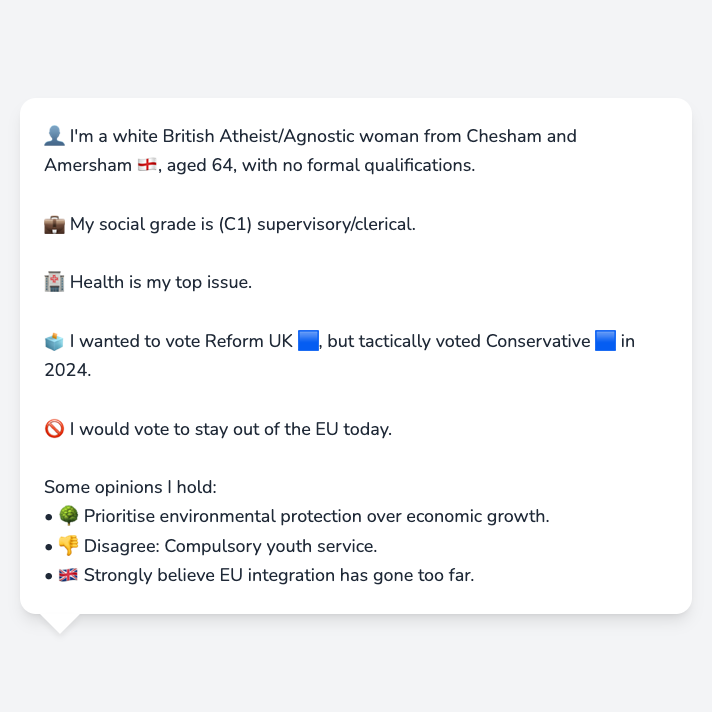 👤 I'm a white British Atheist/Agnostic woman from Chesham and
Amersham 🏴󠁧󠁢󠁥󠁮󠁧󠁿, aged 64, with no formal qualifications.
💼 My social grade is (C1) supervisory/clerical.
🏥 Health is my top issue.
🗳️ I wanted to vote Reform UK 🟦, but tactically voted Conservative 🟦 in
2024.
🚫 I would vote to stay out of the EU today.
Some opinions I hold:
• 🌳 Prioritise environmental protection over economic growth.
• 👎 Disagree: Compulsory youth service.
• 🇬🇧 Strongly believe EU integration has gone too far.